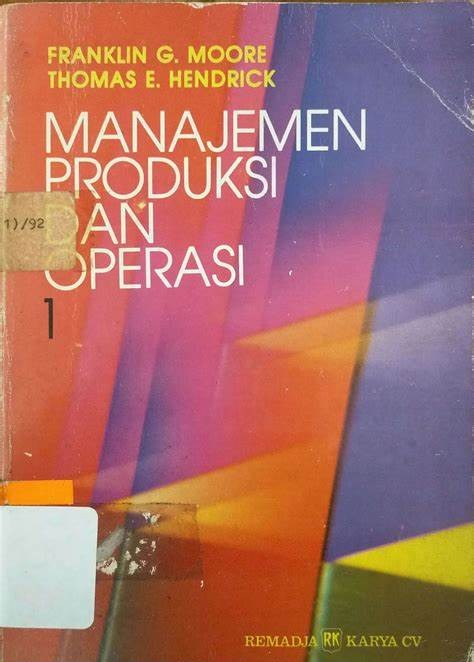 FRANKLIN G. MOORE
THOMAS E. HENDRICK
MANAJEMEN
PRODUKSI
DAN
OPERASI
1)/92
1
REMADJA RK KARYA CV